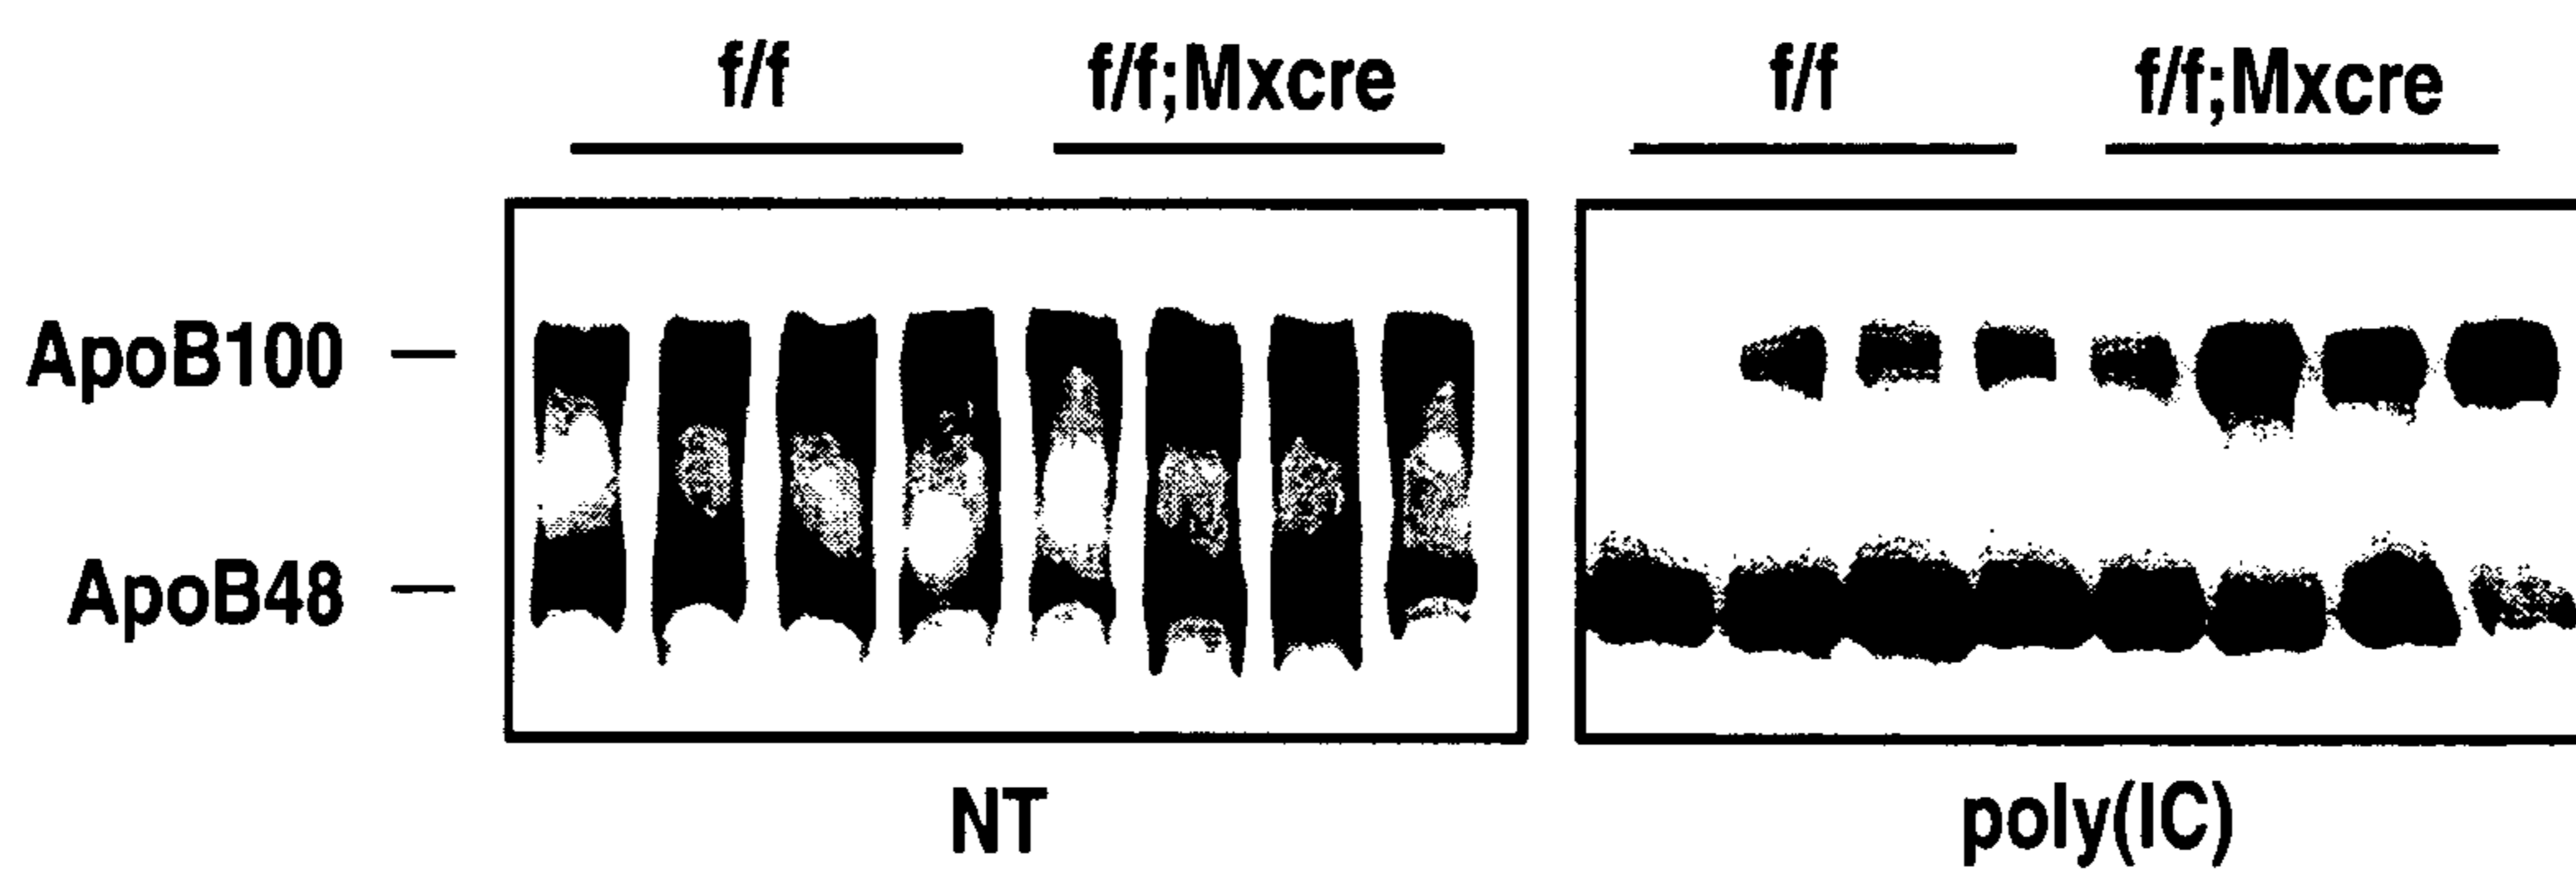 f/f f/f;Mxcre f/f f/f;Mxcre
ApoB100 –
ApoB48 –
NT poly(IC)